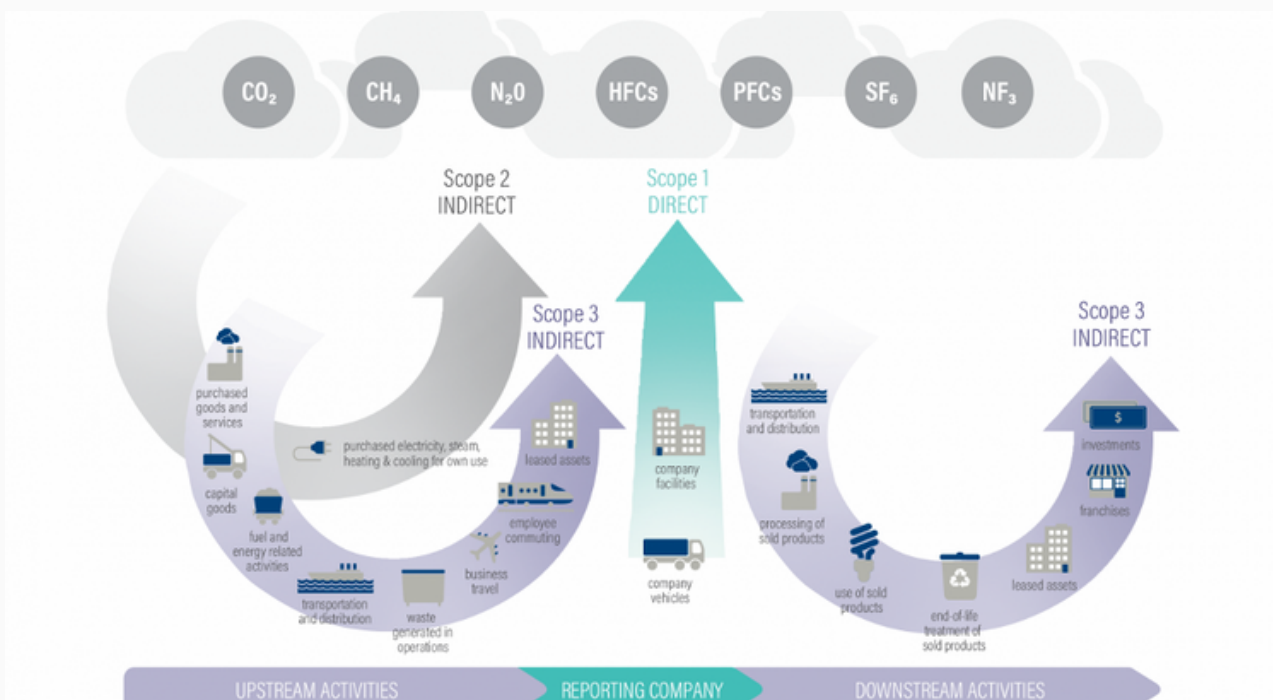 CO₂
CH₄
N₂O
HFCs
PFCs
SF₆
NF₃
Scope 2
INDIRECT
Scope 1
DIRECT
Scope 3
INDIRECT
Scope 3
INDIRECT
purchased
goods and
services
capital
goods
fuel and
energy related
activities
purchased electricity, steam,
heating & cooling for own use
transportation
and distribution
waste
generated in
operations
business
travel
employee
commuting
leased assets
company
facilities
company
vehicles
transportation
and distribution
processing of
sold products
use of sold
products
end-of-life
treatment of
sold products
leased assets
franchises
$
investments
UPSTREAM ACTIVITIES
REPORTING COMPANY
DOWNSTREAM ACTIVITIES